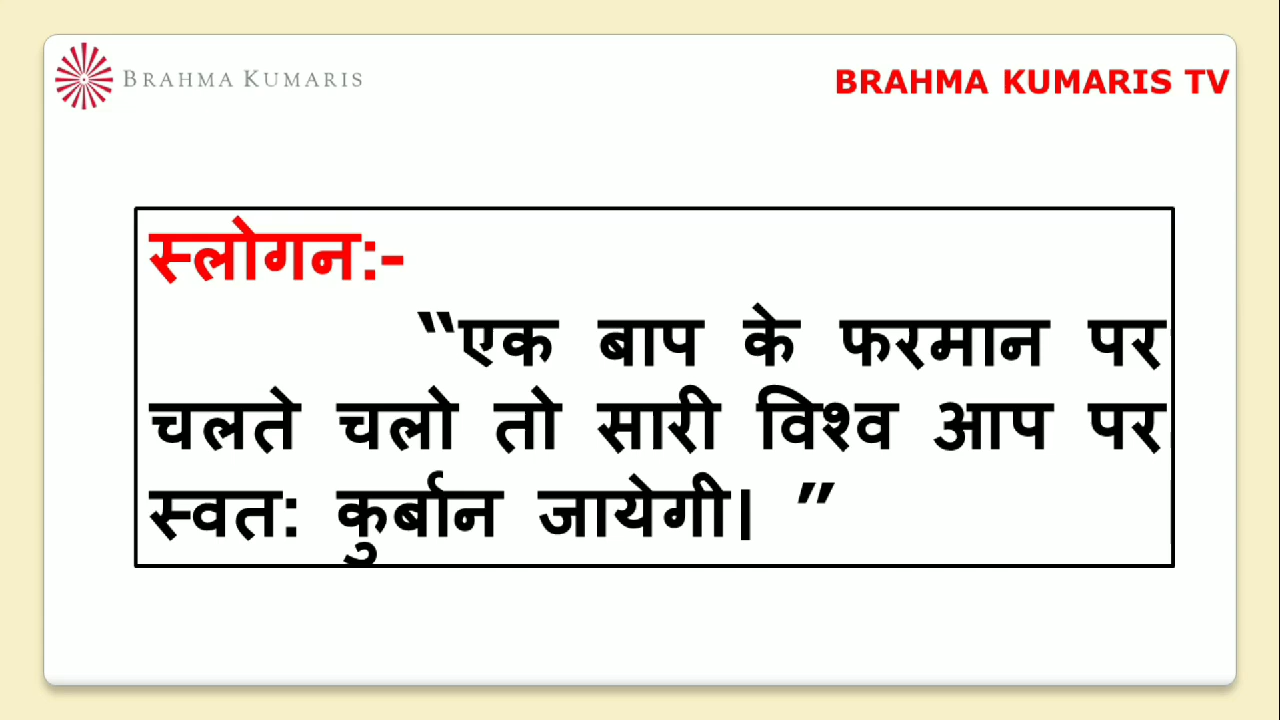 BRAHMA KUMARIS
BRAHMA KUMARIS TV
स्लोगन:-
“एक बाप के फरमान पर
चलते चलो तो सारी विश्व आप पर
स्वत: कुर्बान जायेगी। ”